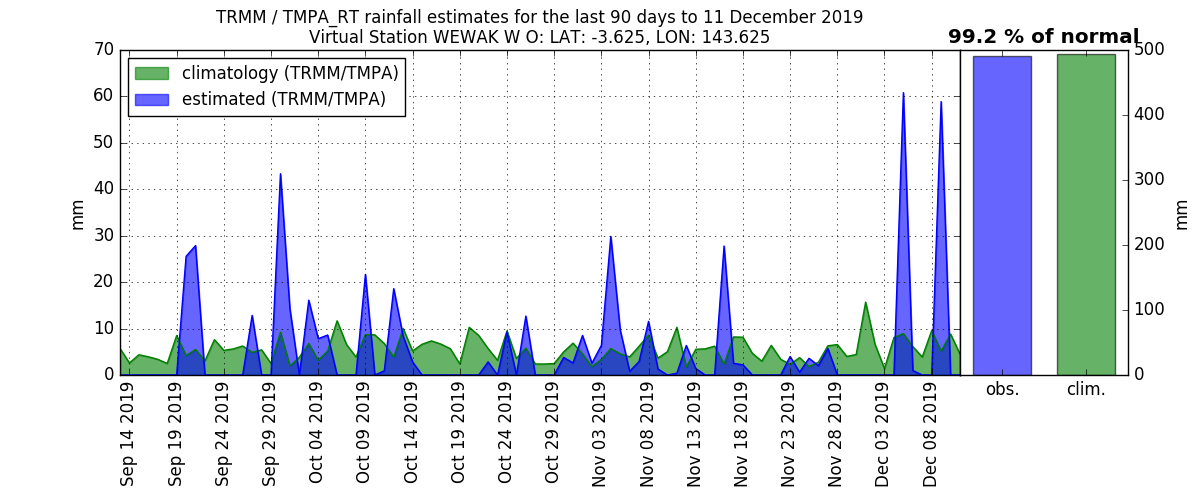 TRMM / TMPA_RT rainfall estimates for the last 90 days to 11 December 2019
Virtual Station WEWAK W O: LAT: -3.625, LON: 143.625
99.2 % of normal
climatology (TRMM/TMPA)
estimated (TRMM/TMPA)
70
60
50
40
30
20
10
0
mm
Sep 14 2019
Sep 19 2019
Sep 24 2019
Sep 29 2019
Oct 04 2019
Oct 09 2019
Oct 14 2019
Oct 19 2019
Oct 24 2019
Oct 29 2019
Nov 03 2019
Nov 08 2019
Nov 13 2019
Nov 18 2019
Nov 23 2019
Nov 28 2019
Dec 03 2019
Dec 08 2019
obs.
clim.
500
400
300
200
100
0
mm